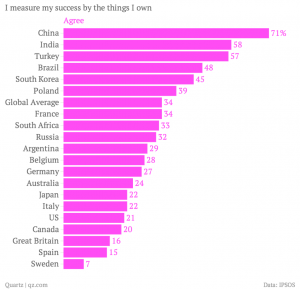 I measure my success by the things I own
Agree
China 71%
India 58
Turkey 57
Brazil 48
South Korea 45
Poland 39
Global Average 34
France 34
South Africa 33
Russia 32
Argentina 29
Belgium 28
Germany 27
Australia 24
Japan 22
Italy 22
US 21
Canada 20
Great Britain 16
Spain 15
Sweden 7
Quartz | qz.com Data: IPSOS